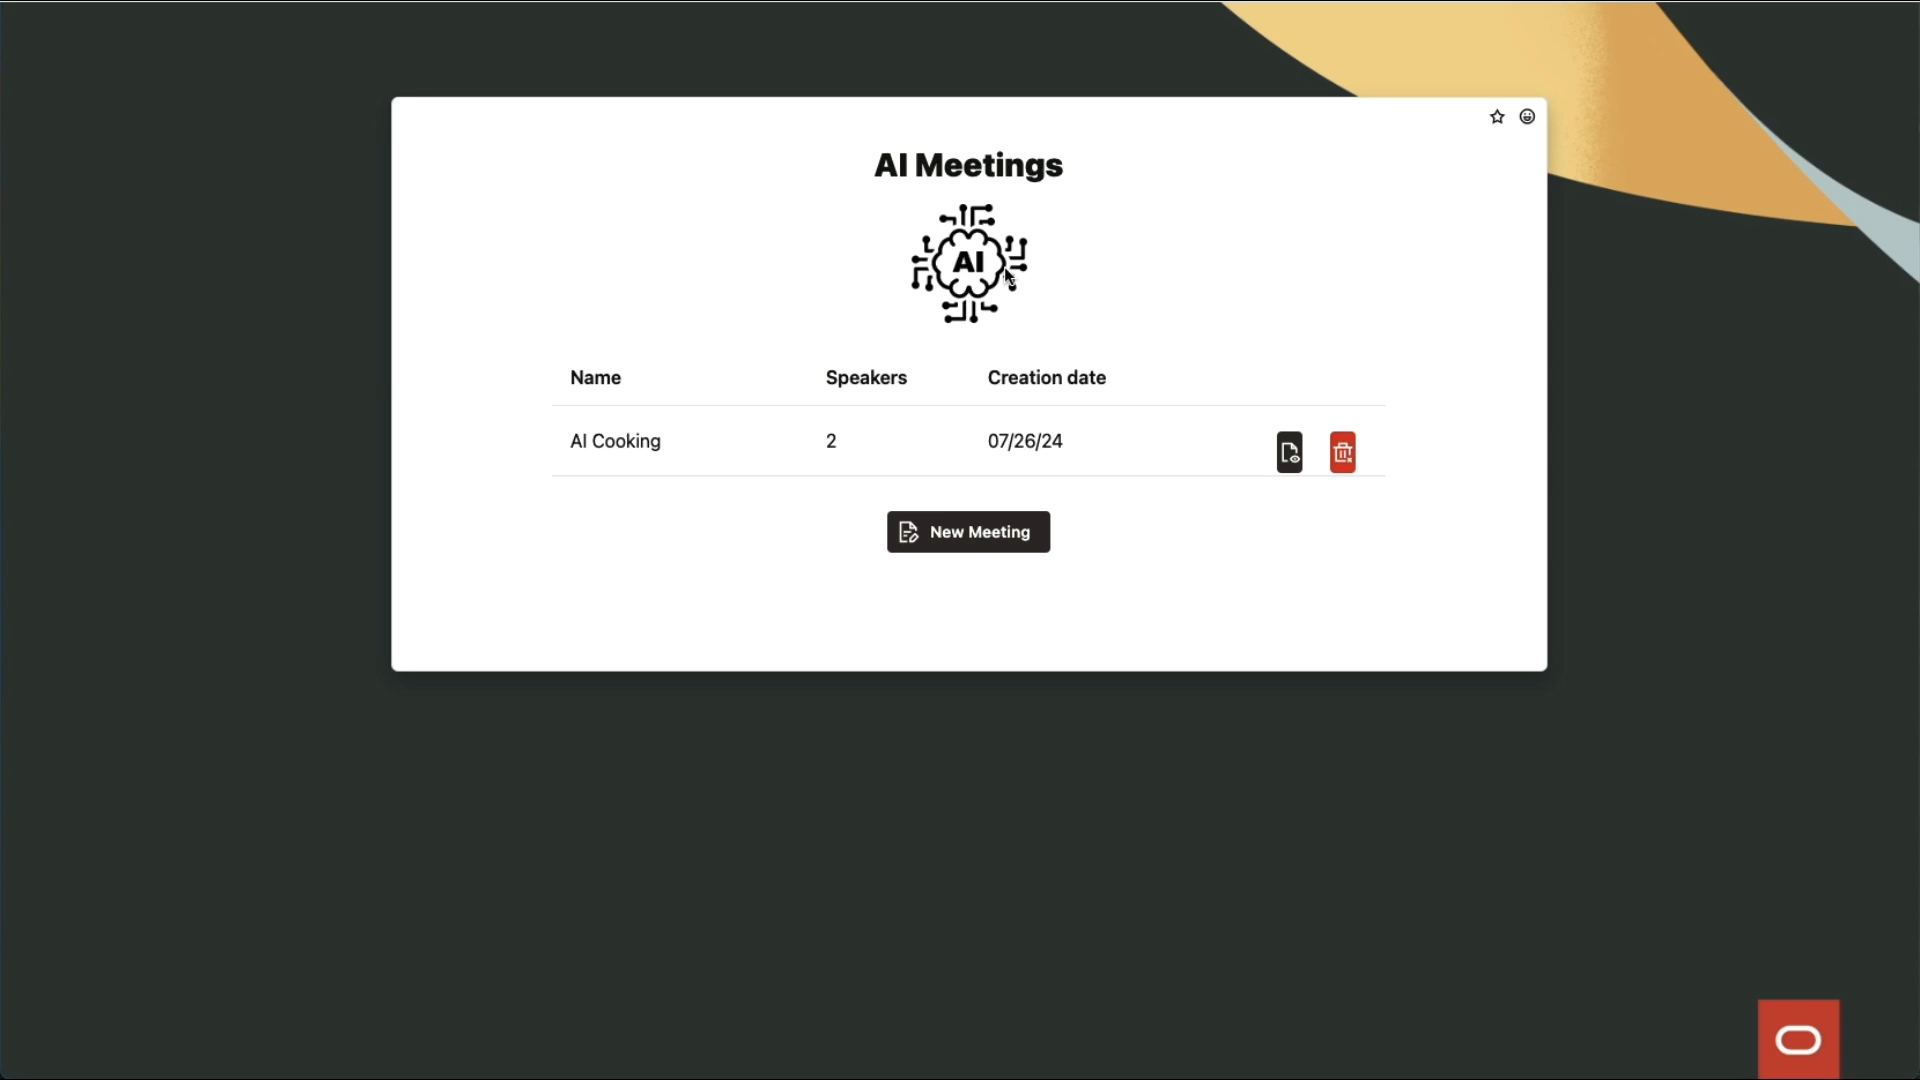 AI Meetings
AI
Name Speakers Creation date
AI Cooking 2 07/26/24
New Meeting